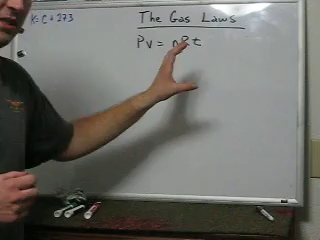 K=C+273
The Gas Laws
PV = nRt